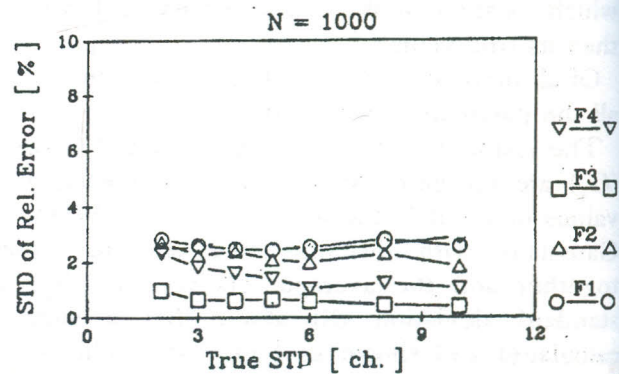 N = 1000
STD of Rel. Error [ % ]
10
8
6
4
2
0
0
3
6
9
12
True STD [ ch. ]
F4
F3
F2
F1